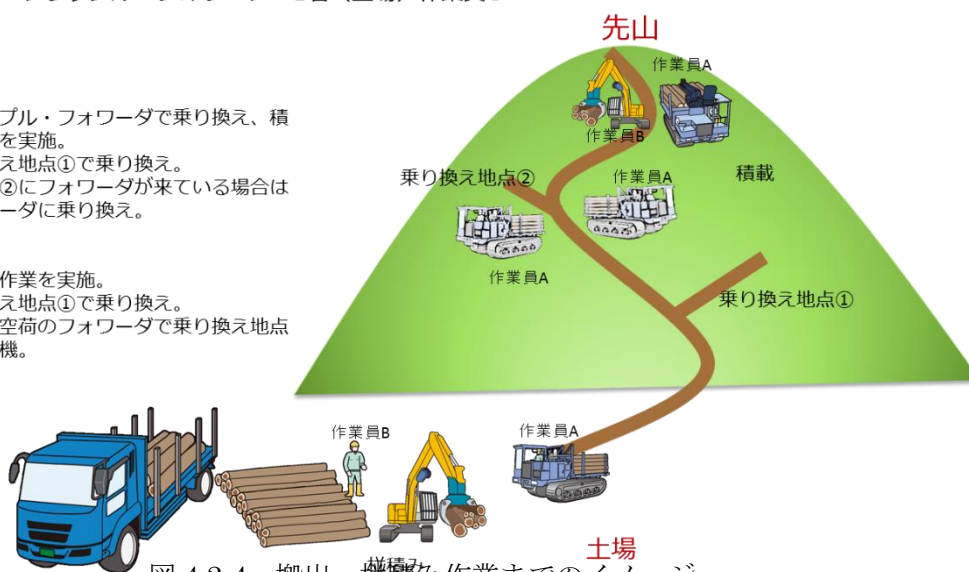 先山
作業員A
プル・フォワーダで乗り換え、積
を実施。
え地点①で乗り換え。
②にフォワーダが来ている場合は
ーダに乗り換え。
作業員B
乗り換え地点②
作業員A
積載
作業員A
作業を実施。
え地点①で乗り換え。
空荷のフォワーダで乗り換え地点
機。
乗り換え地点①
作業員B
作業員A
土場